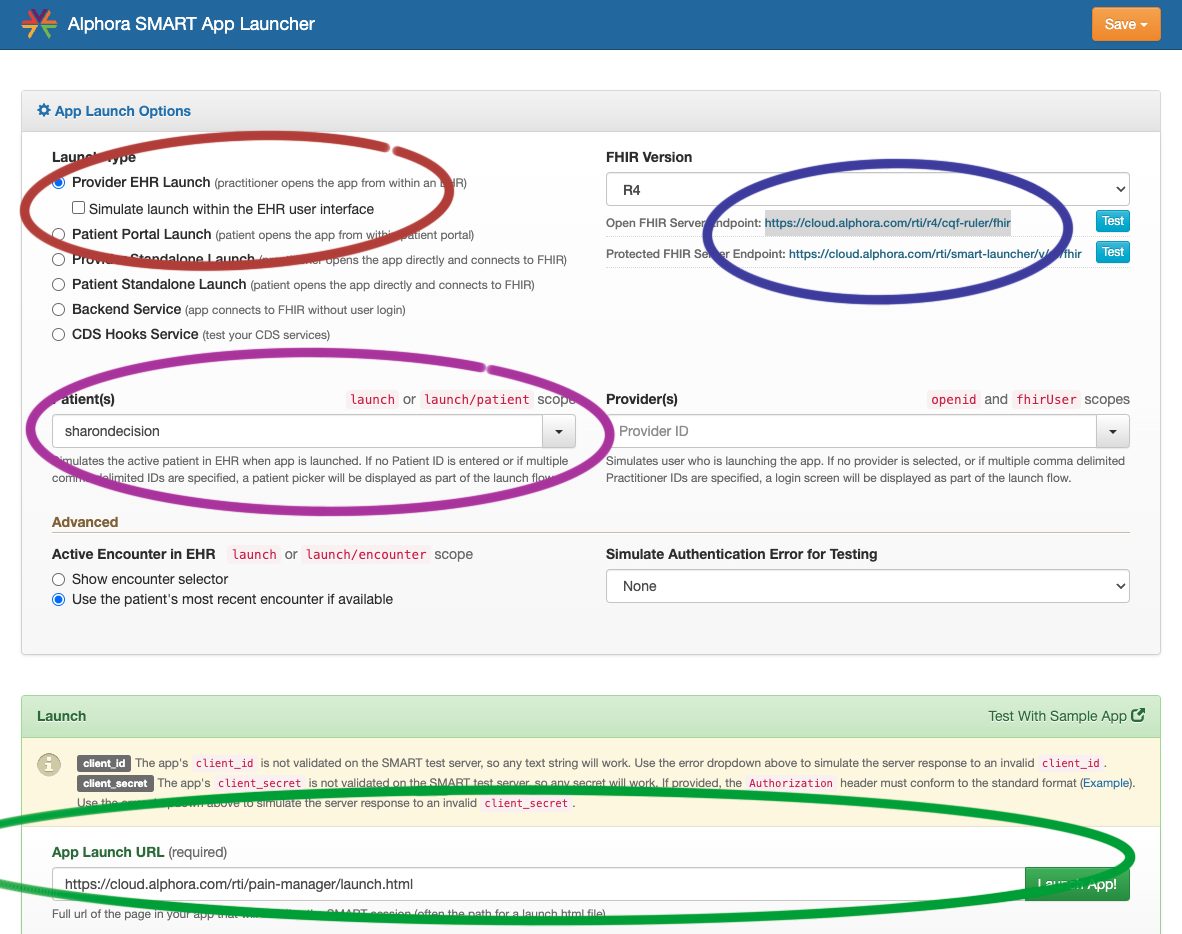 Alphora SMART App Launcher
Save
App Launch Options
Launch Type
Provider EHR Launch (practitioner opens the app from within an EHR)
Simulate launch within the EHR user interface
Patient Portal Launch (patient opens the app from within patient portal)
Provider Standalone Launch (practitioner opens the app directly and connects to FHIR)
Patient Standalone Launch (patient opens the app directly and connects to FHIR)
Backend Service (app connects to FHIR without user login)
CDS Hooks Service (test your CDS services)
FHIR Version
R4
Open FHIR Server Endpoint: https://cloud.alphora.com/rti/r4/cqf-ruler/fhir Test
Protected FHIR Server Endpoint: https://cloud.alphora.com/rti/smart-launcher/v/ /fhir Test
Patient(s) launch or launch/patient scope
sharondecision
Simulates the active patient in EHR when app is launched. If no Patient ID is entered or if multiple
comma delimited IDs are specified, a patient picker will be displayed as part of the launch flow.
Provider(s) openid and fhirUser scopes
Provider ID
Simulates user who is launching the app. If no provider is selected, or if multiple comma delimited
Practitioner IDs are specified, a login screen will be displayed as part of the launch flow.
Advanced
Active Encounter in EHR launch or launch/encounter scope
Show encounter selector
Use the patient's most recent encounter if available
Simulate Authentication Error for Testing
None
Launch
Test With Sample App
client_id The app's client_id is not validated on the SMART test server, so any text string will work. Use the error dropdown above to simulate the server response to an invalid client_id .
client_secret The app's client_secret is not validated on the SMART test server, so any secret will work. If provided, the Authorization header must conform to the standard format (Example).
Use the error dropdown above to simulate the server response to an invalid client_secret .
App Launch URL (required)
https://cloud.alphora.com/rti/pain-manager/launch.html
Launch App!
Full url of the page in your app that will SMART session (often the path for a launch.html file)